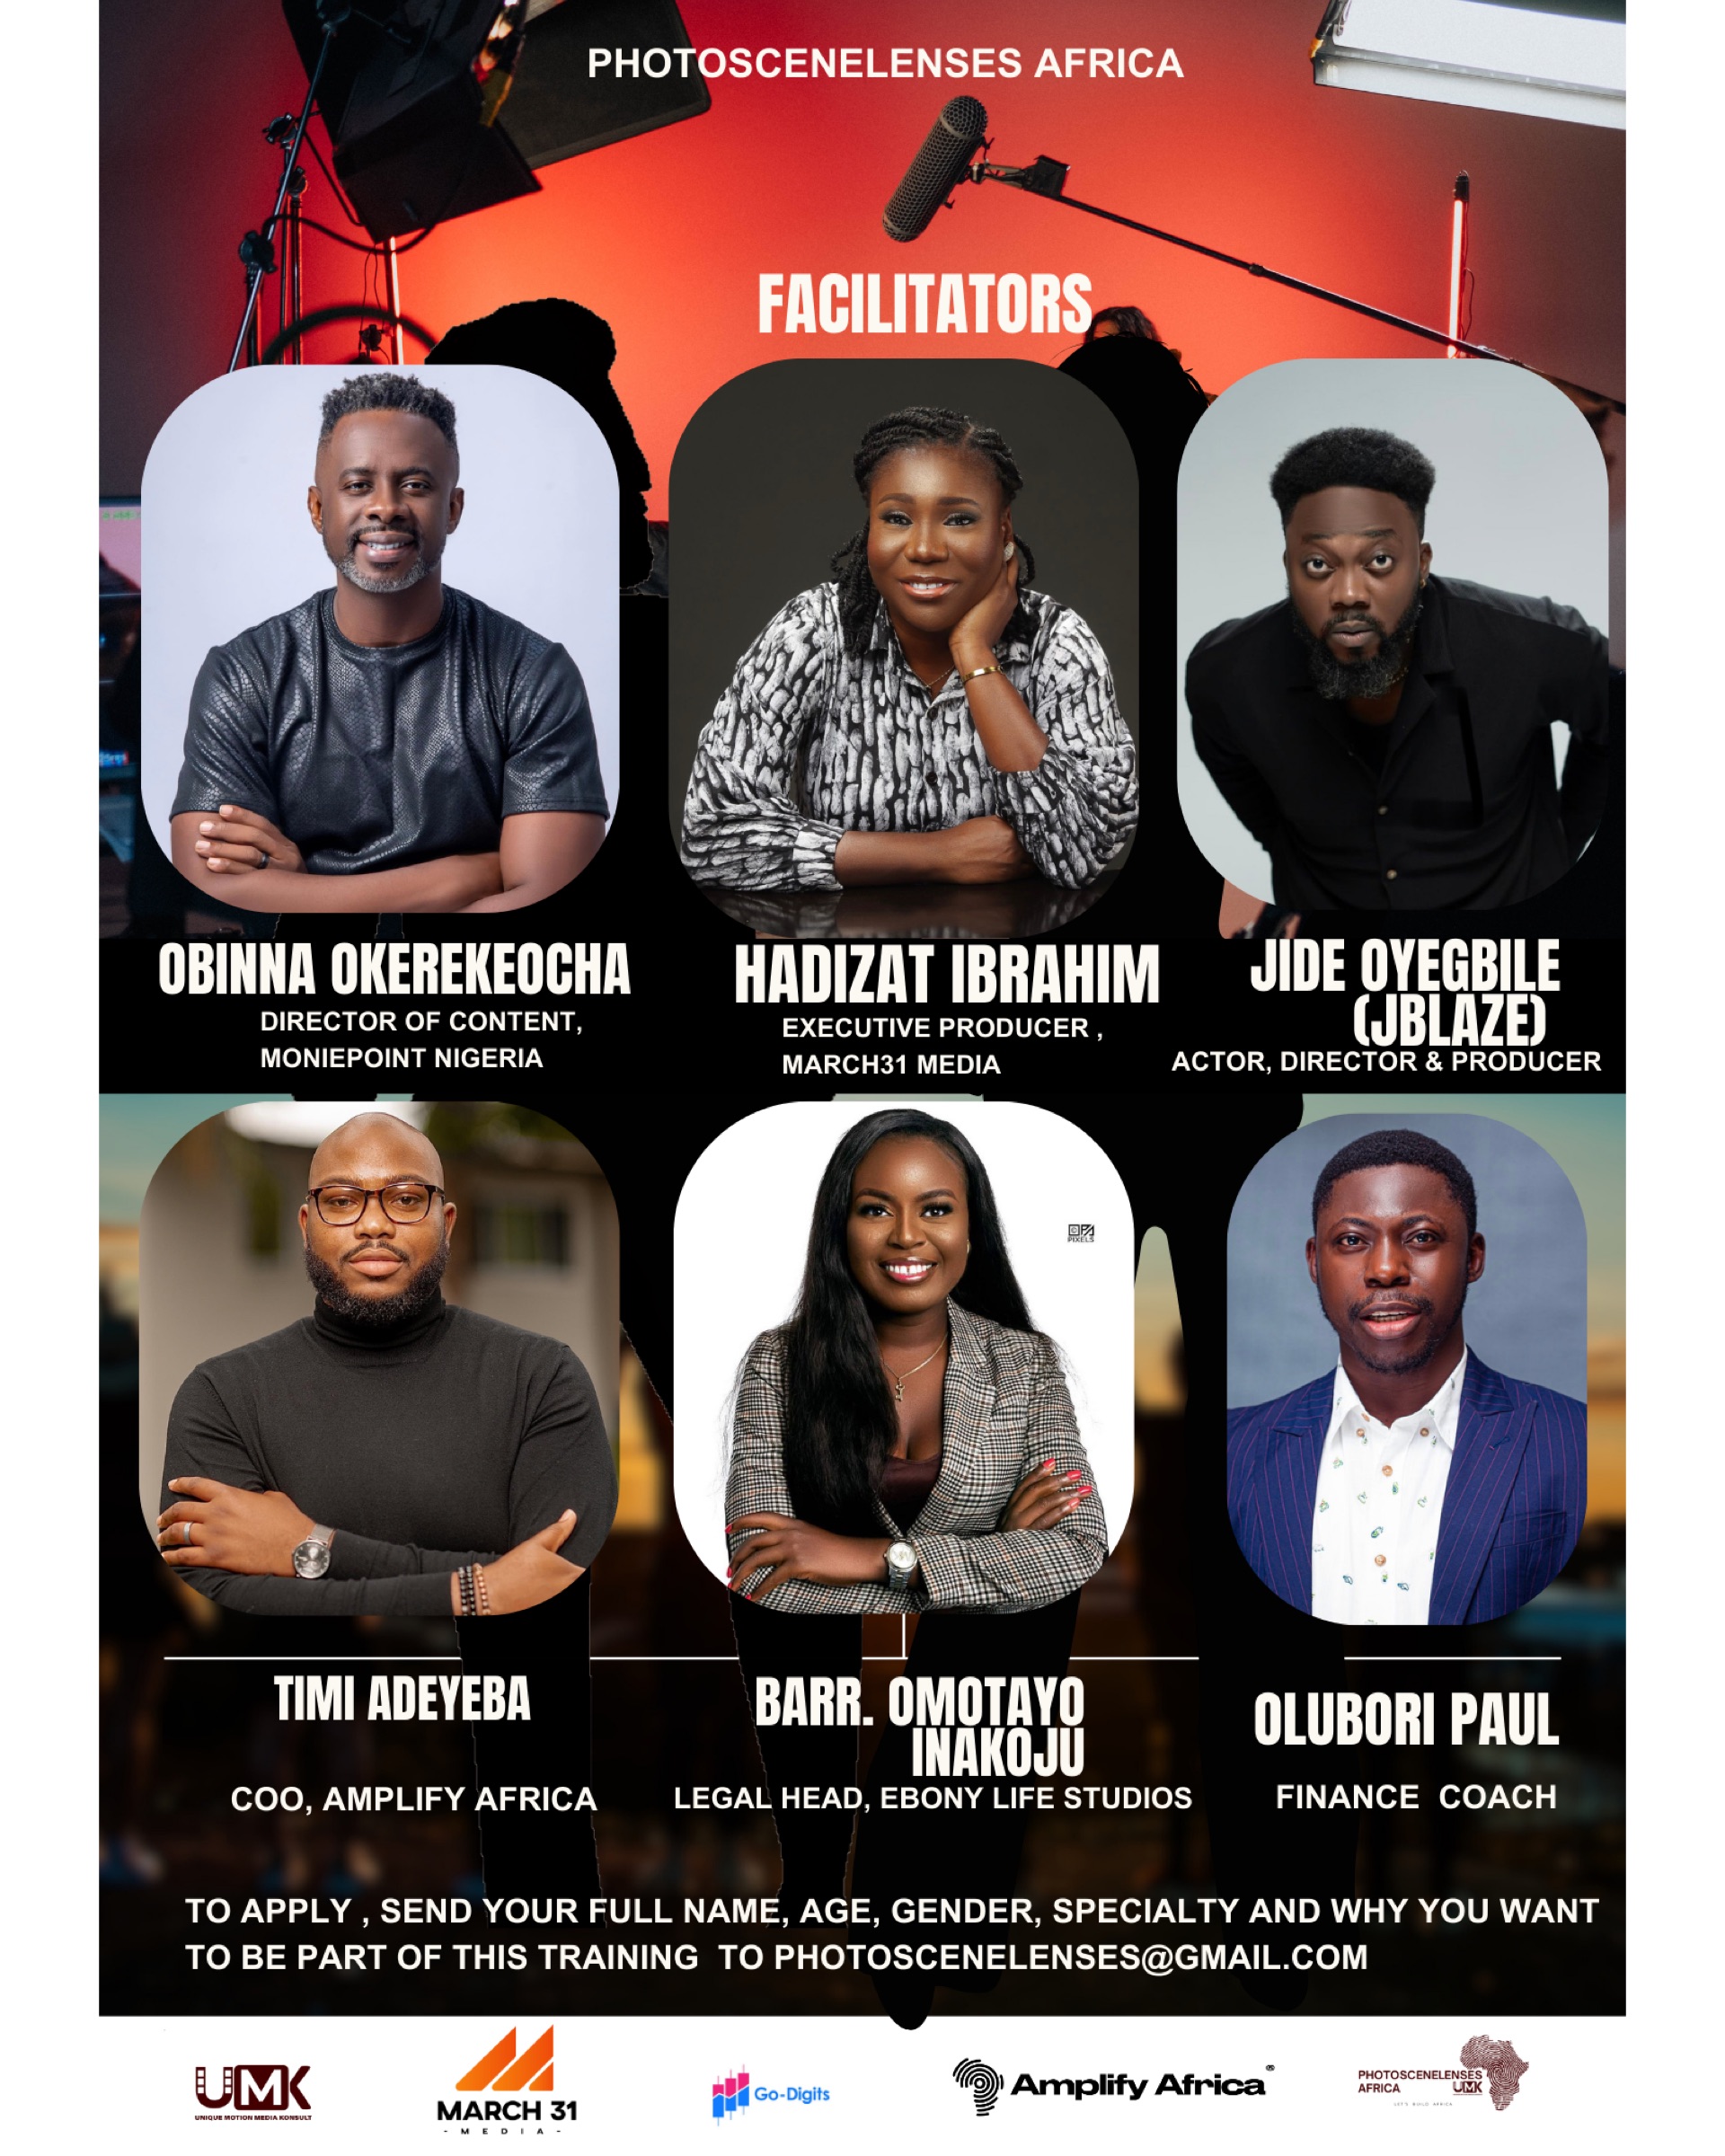 PHOTOSCENELENSES AFRICA
FACILITATORS
OBINNA OKEREKEOCHA
DIRECTOR OF CONTENT,
MONIEPOINT NIGERIA
HADIZAT IBRAHIM
EXECUTIVE PRODUCER ,
MARCH31 MEDIA
JIDE OYEGBILE
(JBLAZE)
ACTOR, DIRECTOR & PRODUCER
PIXELS
TIMI ADEYEBA
COO, AMPLIFY AFRICA
BARR. OMOTAYO
INAKOJU
LEGAL HEAD, EBONY LIFE STUDIOS
OLUBORI PAUL
FINANCE COACH
TO APPLY , SEND YOUR FULL NAME, AGE, GENDER, SPECIALTY AND WHY YOU WANT
TO BE PART OF THIS TRAINING TO PHOTOSCENELENSES@GMAIL.COM
UMK
UNIQUE MOTION MEDIA KONSULT
MARCH 31
- MEDIA -
Go-Digits
Amplify Africa®
PHOTOSCENELENSES
AFRICA UMK
LET'S BUILD AFRICA